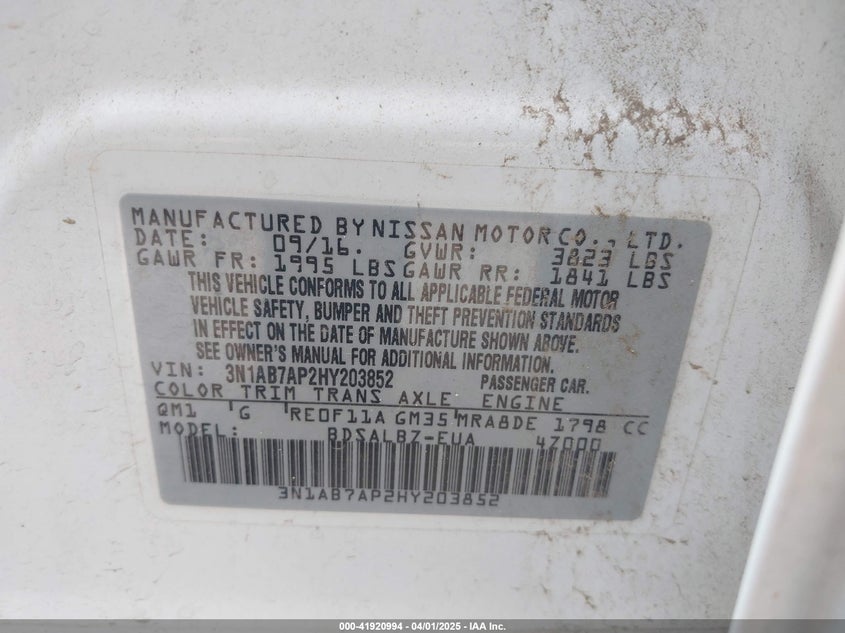 MANUFACTURED BY NISSAN MOTOR CO., LTD.
DATE: 09/16. GVWR: 3823 LBS
GAWR FR: 1995 LBS GAWR RR: 1841 LBS
THIS VEHICLE CONFORMS TO ALL APPLICABLE FEDERAL MOTOR
VEHICLE SAFETY, BUMPER AND THEFT PREVENTION STANDARDS
IN EFFECT ON THE DATE OF MANUFACTURE SHOWN ABOVE.
SEE OWNER'S MANUAL FOR ADDITIONAL INFORMATION.
VIN: 3N1AB7AP2HY203852 PASSENGER CAR.
COLOR TRIM TRANS AXLE ENGINE
QM1 G RE0F11A GM35 MRA8DE 1798 CC
MODEL: BDSALBZ-EUA 4Z000
3N1AB7AP2HY203852
000-41920994 - 04/01/2025 - IAA Inc.